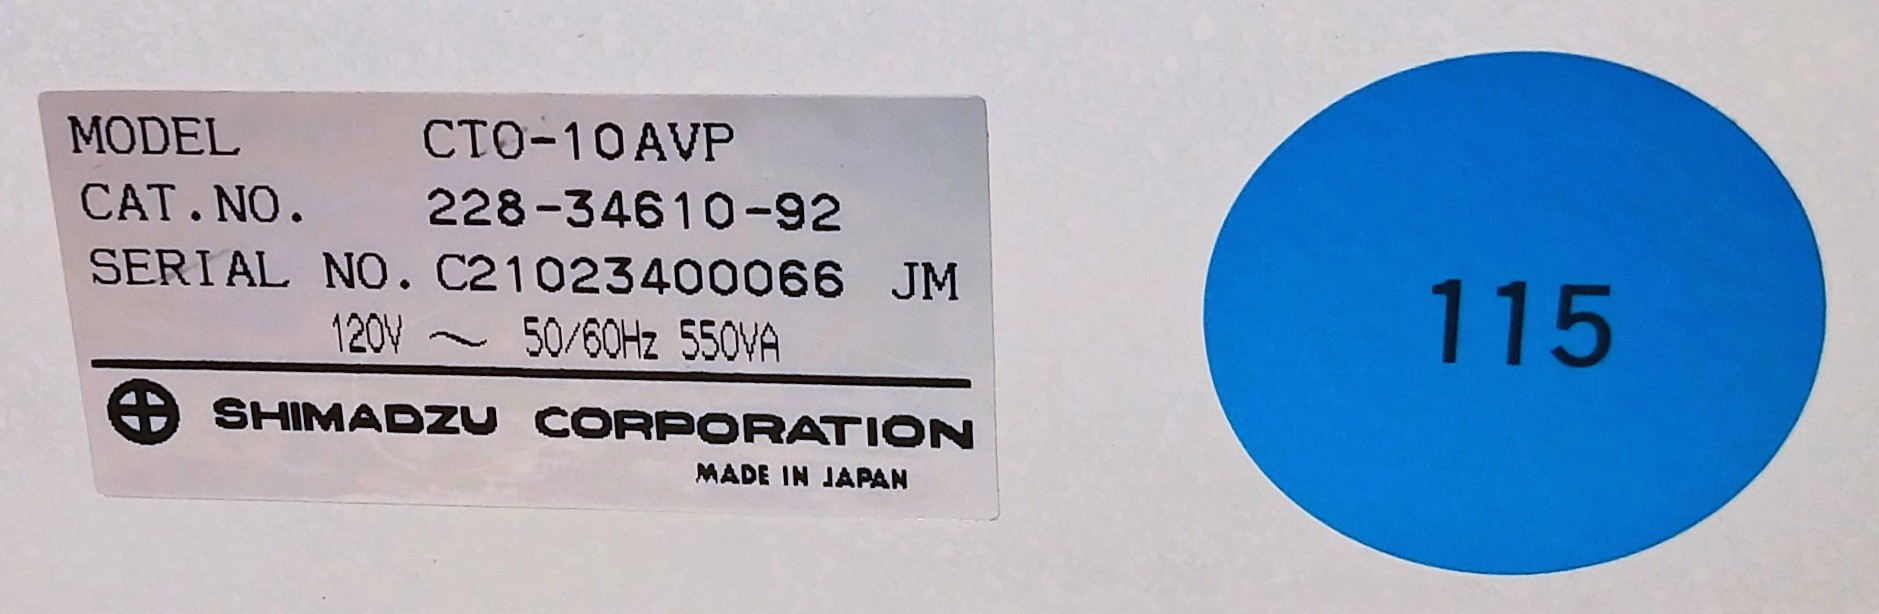 MODEL CTO-10AVP
CAT.NO. 228-34610-92
SERIAL NO. C21023400066 JM
120V ~ 50/60Hz 550VA
SHIMADZU CORPORATION
MADE IN JAPAN
115